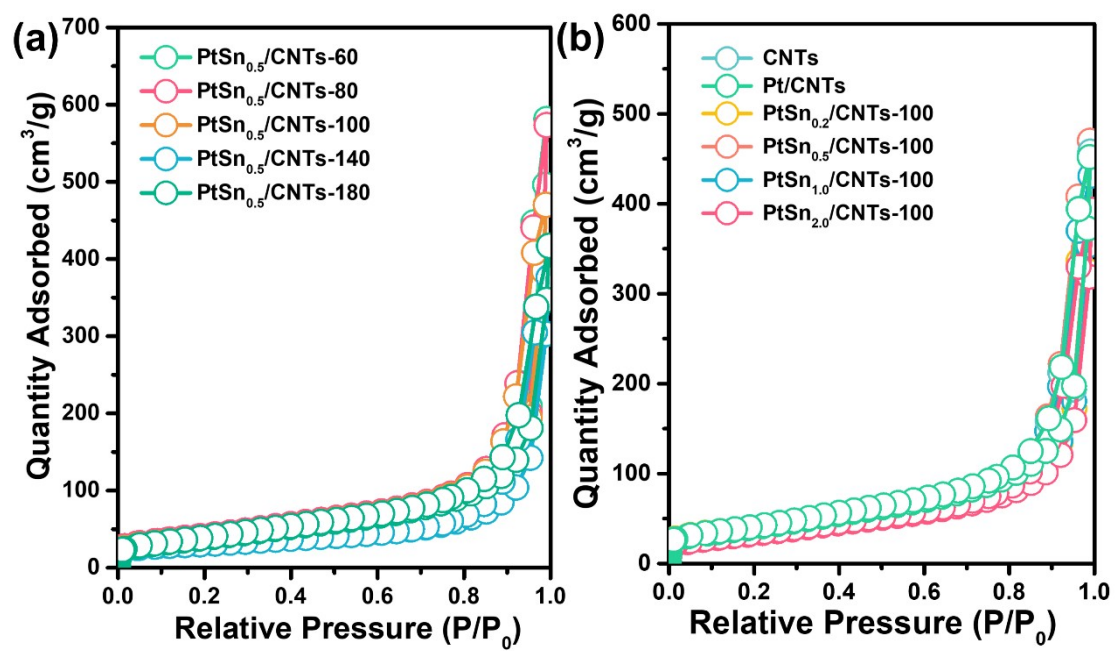 (a)
Quantity Adsorbed (cm³/g)
700
600
500
400
300
200
100
0
PtSn₀.₅/CNTs-60
PtSn₀.₅/CNTs-80
PtSn₀.₅/CNTs-100
PtSn₀.₅/CNTs-140
PtSn₀.₅/CNTs-180
0.0 0.2 0.4 0.6 0.8 1.0
Relative Pressure (P/P₀)
(b)
Quantity Adsorbed (cm³/g)
600
500
400
300
200
100
0
CNTs
Pt/CNTs
PtSn₀.₂/CNTs-100
PtSn₀.₅/CNTs-100
PtSn₁.₀/CNTs-100
PtSn₂.₀/CNTs-100
0.0 0.2 0.4 0.6 0.8 1.0
Relative Pressure (P/P₀)